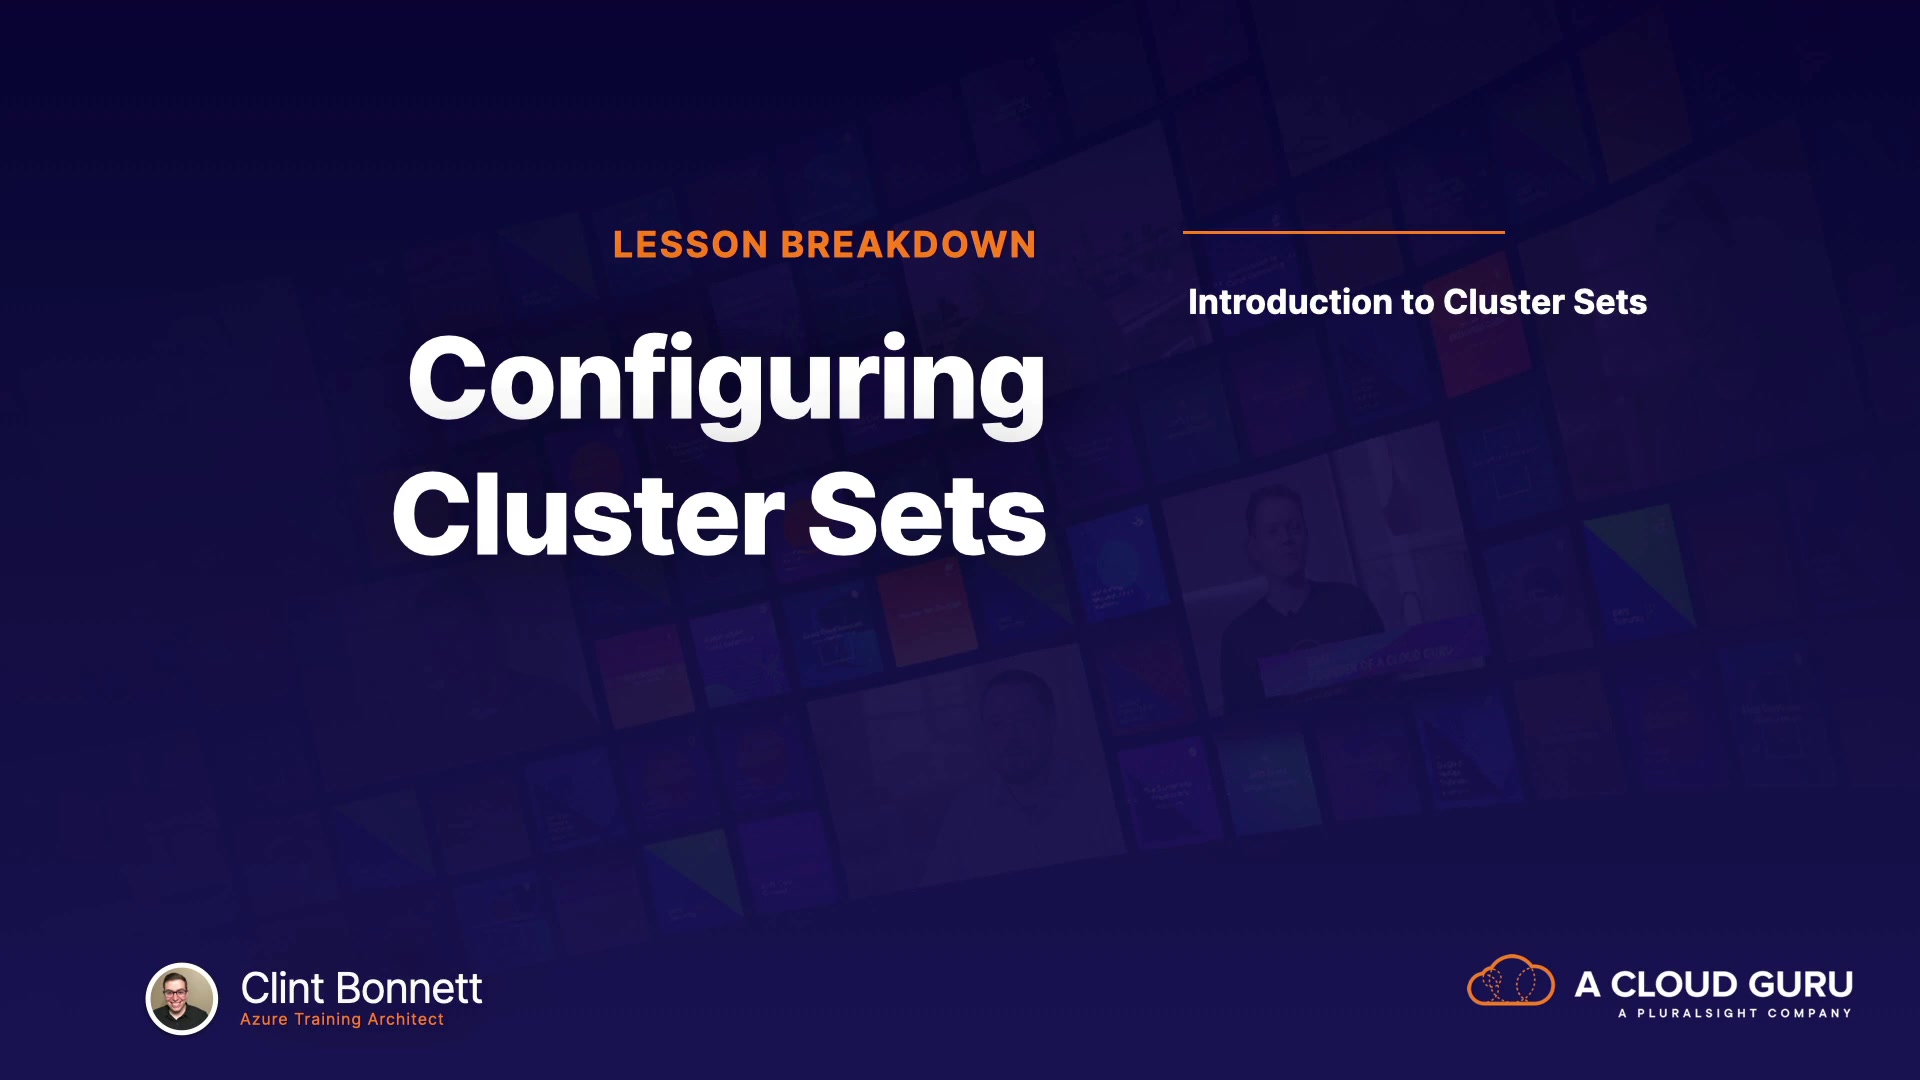 LESSON BREAKDOWN
Configuring
Cluster Sets
Introduction to Cluster Sets
Clint Bonnett
Azure Training Architect
A CLOUD GURU
A PLURALSIGHT COMPANY